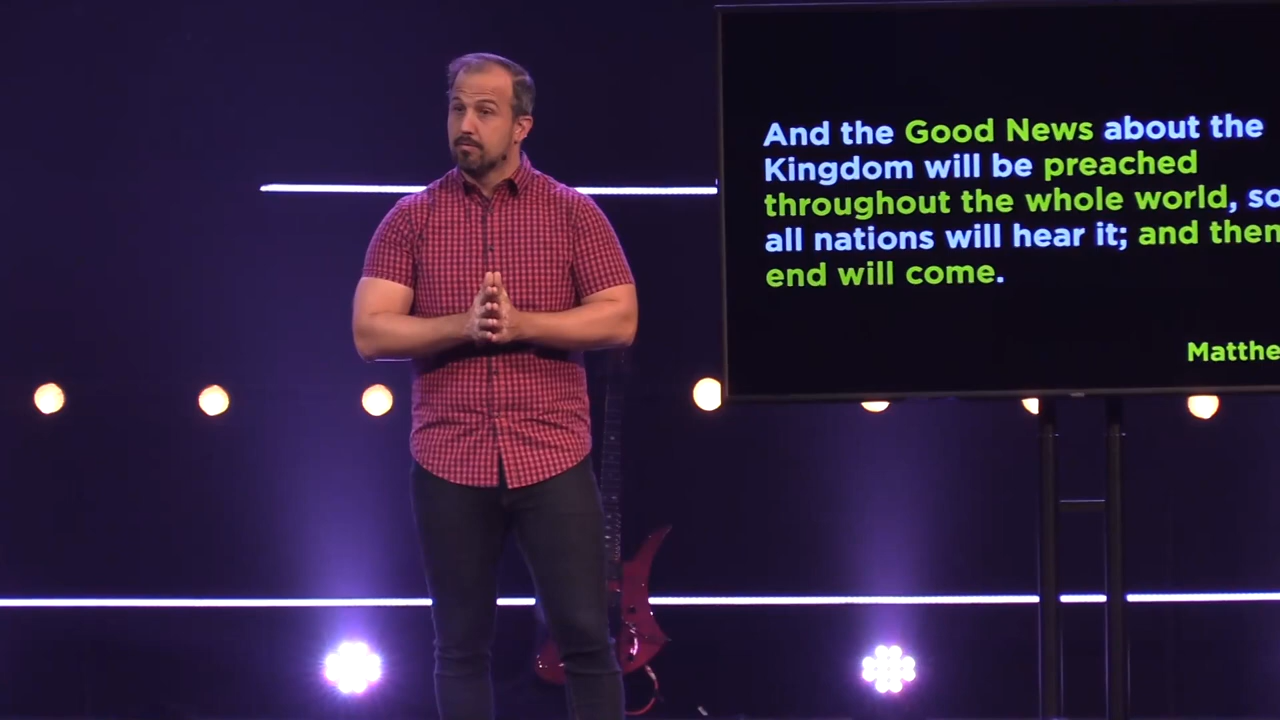 And the Good News about the
Kingdom will be preached
throughout the whole world, so
all nations will hear it; and then
end will come.